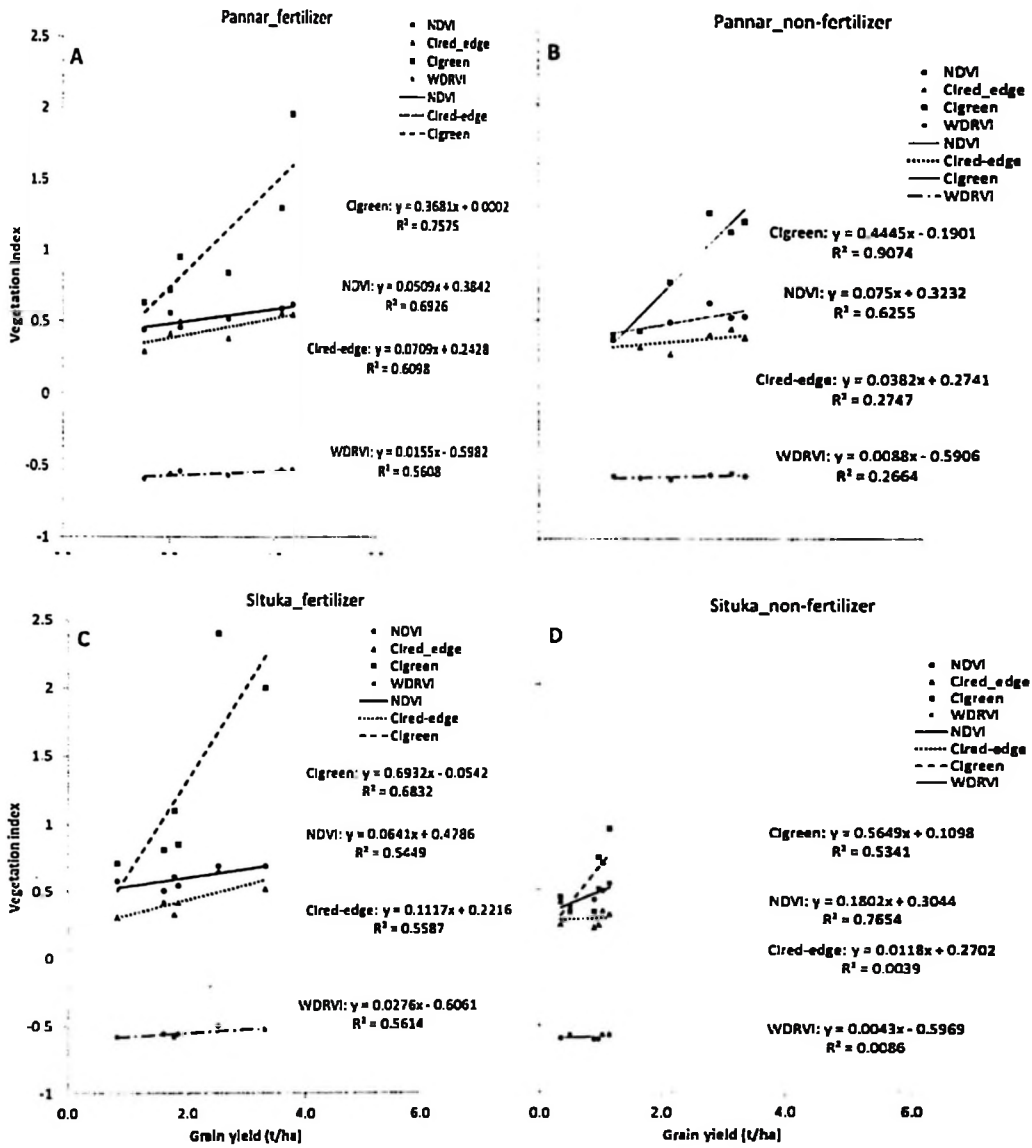 Pannar_fertilizer
A
2.5
2
1.5
1
0.5
0
-0.5
-1
Vegetation index
NDVI
CIred_edge
CIgreen
WDRVI
NDVI
CIred-edge
CIgreen
CIgreen: y = 0.3681x + 0.0002
R² = 0.7575
NDVI: y = 0.0509x + 0.3842
R² = 0.6926
CIred-edge: y = 0.0709x + 0.2428
R² = 0.6098
WDRVI: y = 0.0155x - 0.5982
R² = 0.5608
Pannar_non-fertilizer
B
NDVI
CIred_edge
CIgreen
WDRVI
NDVI
CIred-edge
CIgreen
WDRVI
CIgreen: y = 0.4445x - 0.1901
R² = 0.9074
NDVI: y = 0.075x + 0.3232
R² = 0.6255
CIred-edge: y = 0.0382x + 0.2741
R² = 0.2747
WDRVI: y = 0.0088x - 0.5906
R² = 0.2664
Situka_fertilizer
C
2.5
2
1.5
1
0.5
0
-0.5
-1
Vegetation index
NDVI
CIred_edge
CIgreen
WDRVI
NDVI
CIred-edge
CIgreen
CIgreen: y = 0.6932x - 0.0542
R² = 0.6832
NDVI: y = 0.0641x + 0.4786
R² = 0.5449
CIred-edge: y = 0.1117x + 0.2216
R² = 0.5587
WDRVI: y = 0.0276x - 0.6061
R² = 0.5614
0.0 2.0 4.0 6.0
Grain yield (t/ha)
Situka_non-fertilizer
D
NDVI
CIred_edge
CIgreen
WDRVI
NDVI
CIred-edge
CIgreen
WDRVI
CIgreen: y = 0.5649x + 0.1098
R² = 0.5341
NDVI: y = 0.1802x + 0.3044
R² = 0.7654
CIred-edge: y = 0.0118x + 0.2702
R² = 0.0039
WDRVI: y = 0.0043x - 0.5969
R² = 0.0086
0.0 2.0 4.0 6.0
Grain yield (t/ha)